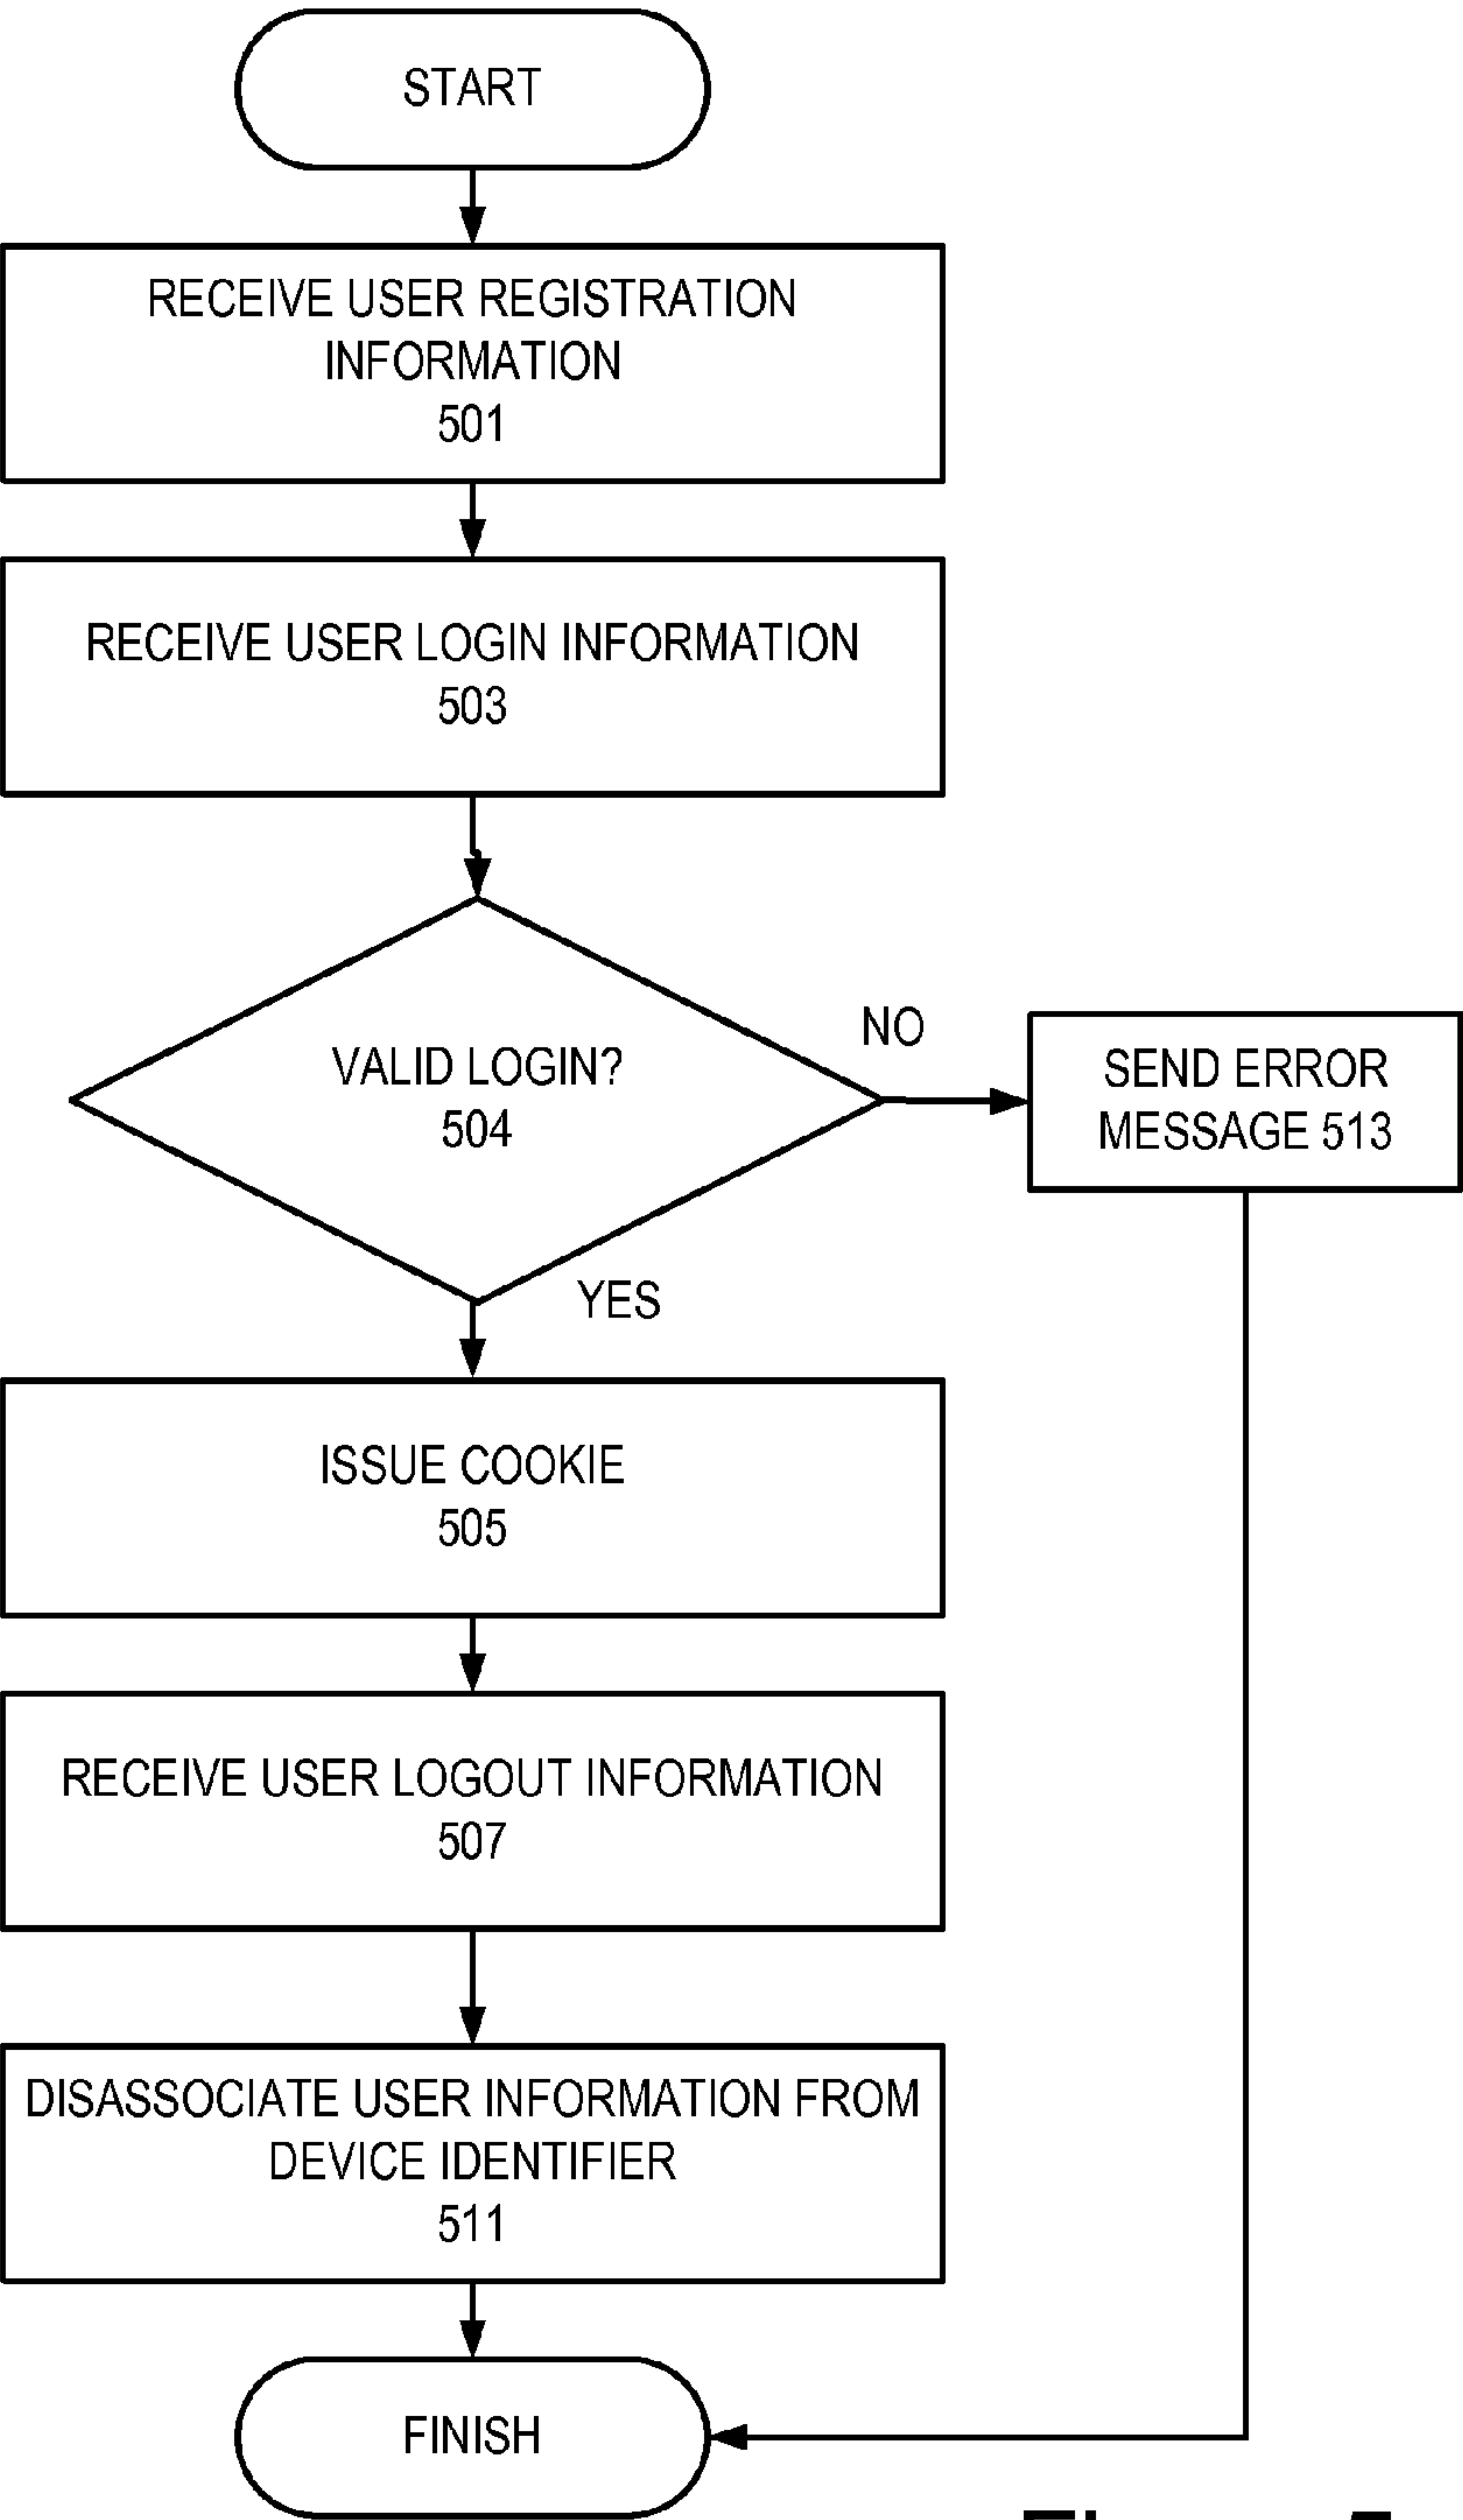 START
RECEIVE USER REGISTRATION
INFORMATION
501
RECEIVE USER LOGIN INFORMATION
503
VALID LOGIN?
504
NO
SEND ERROR
MESSAGE 513
YES
ISSUE COOKIE
505
RECEIVE USER LOGOUT INFORMATION
507
DISASSOCIATE USER INFORMATION FROM
DEVICE IDENTIFIER
511
FINISH